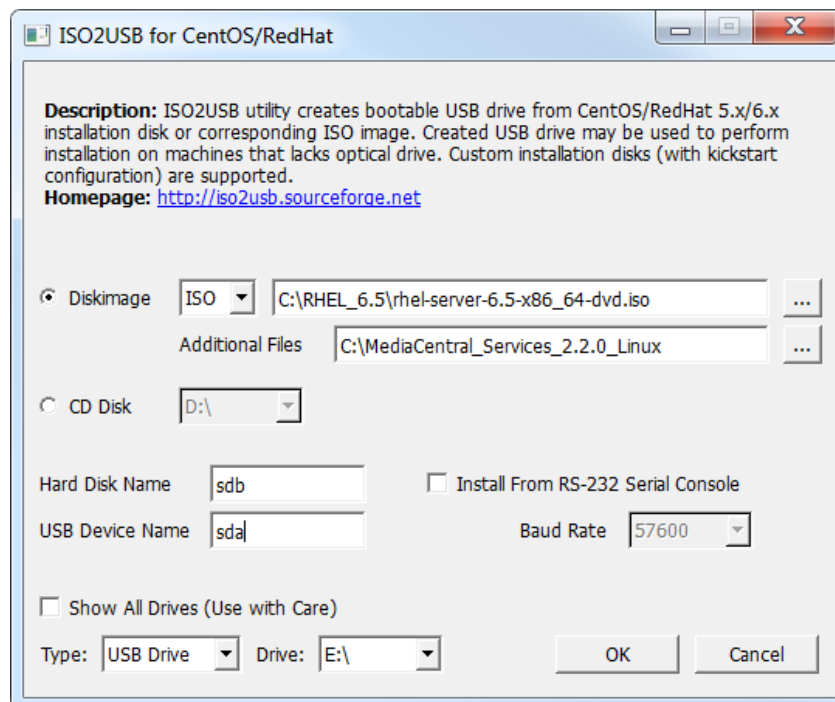 ISO2USB for CentOS/RedHat
Description: ISO2USB utility creates bootable USB drive from CentOS/RedHat 5.x/6.x
installation disk or corresponding ISO image. Created USB drive may be used to perform
installation on machines that lacks optical drive. Custom installation disks (with kickstart
configuration) are supported.
Homepage: http://iso2usb.sourceforge.net
Diskimage ISO C:\RHEL_6.5\rhel-server-6.5-x86_64-dvd.iso ...
Additional Files C:\MediaCentral_Services_2.2.0_Linux ...
CD Disk D:\
Hard Disk Name sdb Install From RS-232 Serial Console
USB Device Name sda Baud Rate 57600
Show All Drives (Use with Care)
Type: USB Drive Drive: E:\ OK Cancel